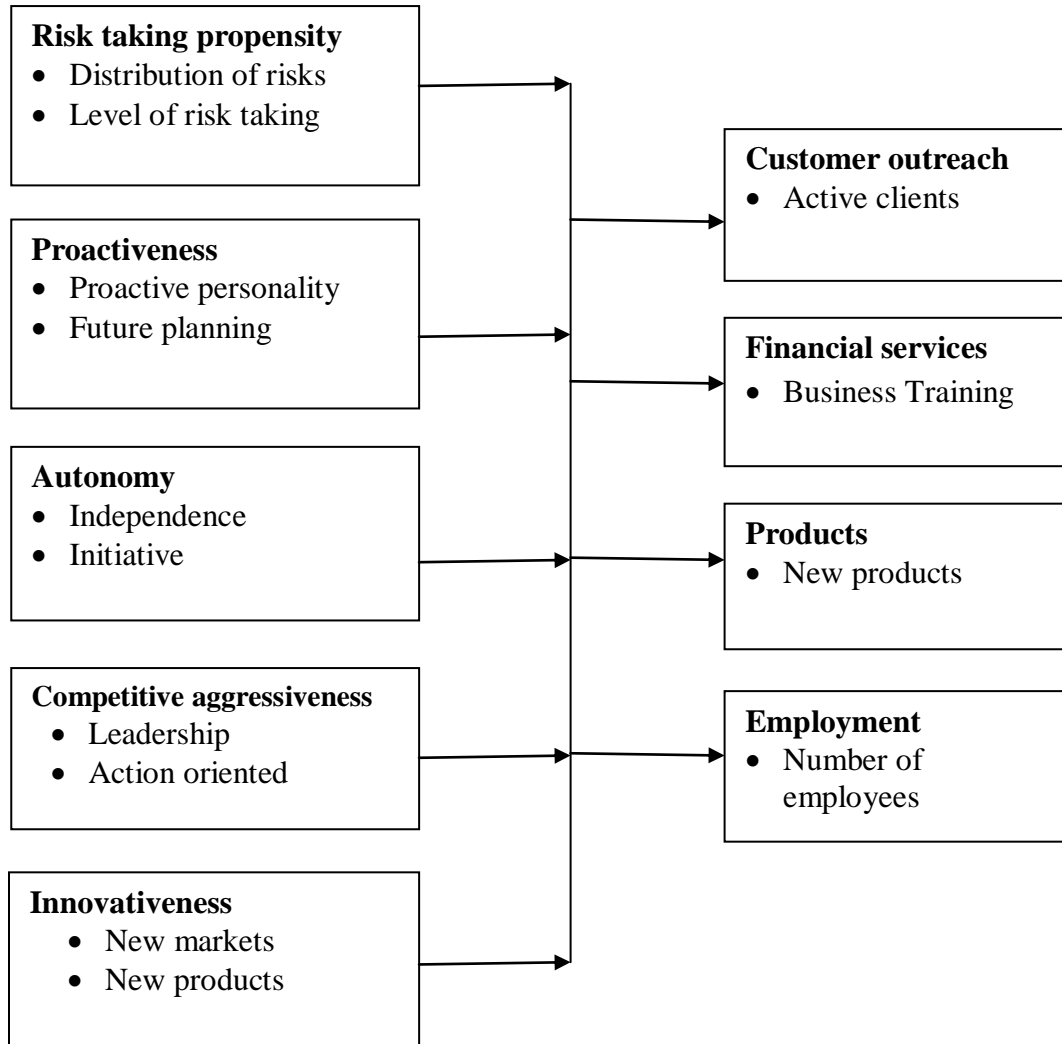 Risk taking propensity
• Distribution of risks
• Level of risk taking
Proactiveness
• Proactive personality
• Future planning
Autonomy
• Independence
• Initiative
Competitive aggressiveness
• Leadership
• Action oriented
Innovativeness
• New markets
• New products
Customer outreach
• Active clients
Financial services
• Business Training
Products
• New products
Employment
• Number of
employees